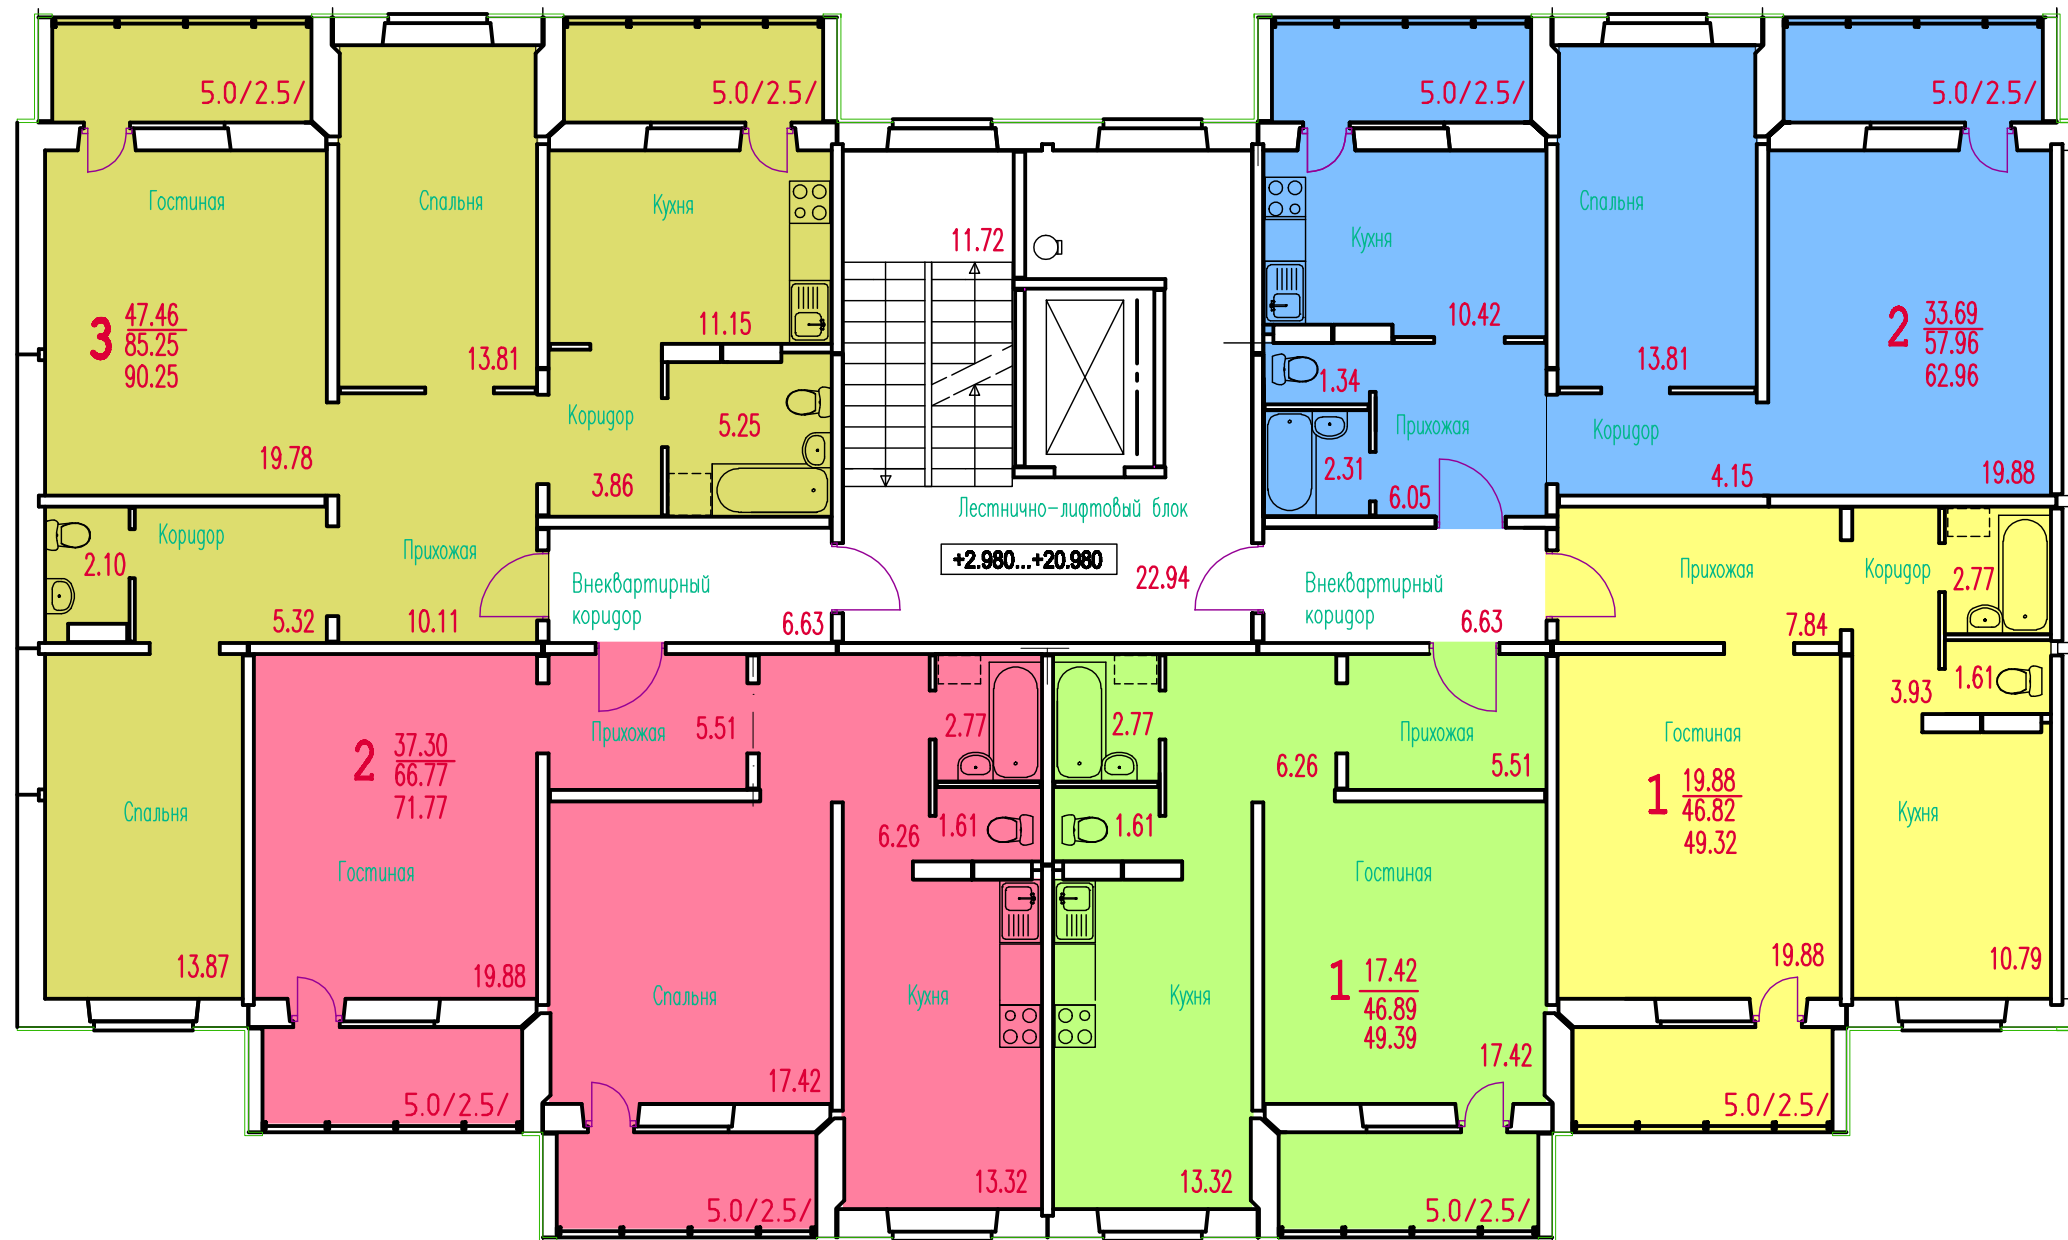 5.0/2.5/
5.0/2.5/
5.0/2.5/
5.0/2.5/
Гостиная
Спальня
Кухня
11.72
Кухня
Спальня
3
47.46
85.25
90.25
13.81
11.15
10.42
13.81
2
33.69
57.96
62.96
19.78
Коридор
3.86
5.25
1.34
2.31
Прихожая
6.05
Коридор
4.15
19.88
Лестнично-лифтовый блок
+2.980...+20.980
22.94
2.10
Коридор
5.32
Прихожая
10.11
Внеквартирный
коридор
6.63
Внеквартирный
коридор
6.63
Прихожая
7.84
Коридор
2.77
3.93
1.61
Спальня
13.87
2
37.30
66.77
71.77
Гостиная
19.88
Прихожая
5.51
2.77
6.26
1.61
2.77
1.61
6.26
Прихожая
5.51
Гостиная
1
19.88
46.82
49.32
19.88
Кухня
10.79
Спальня
17.42
Кухня
13.32
Кухня
13.32
Гостиная
1
17.42
46.89
49.39
17.42
5.0/2.5/
5.0/2.5/
5.0/2.5/
5.0/2.5/